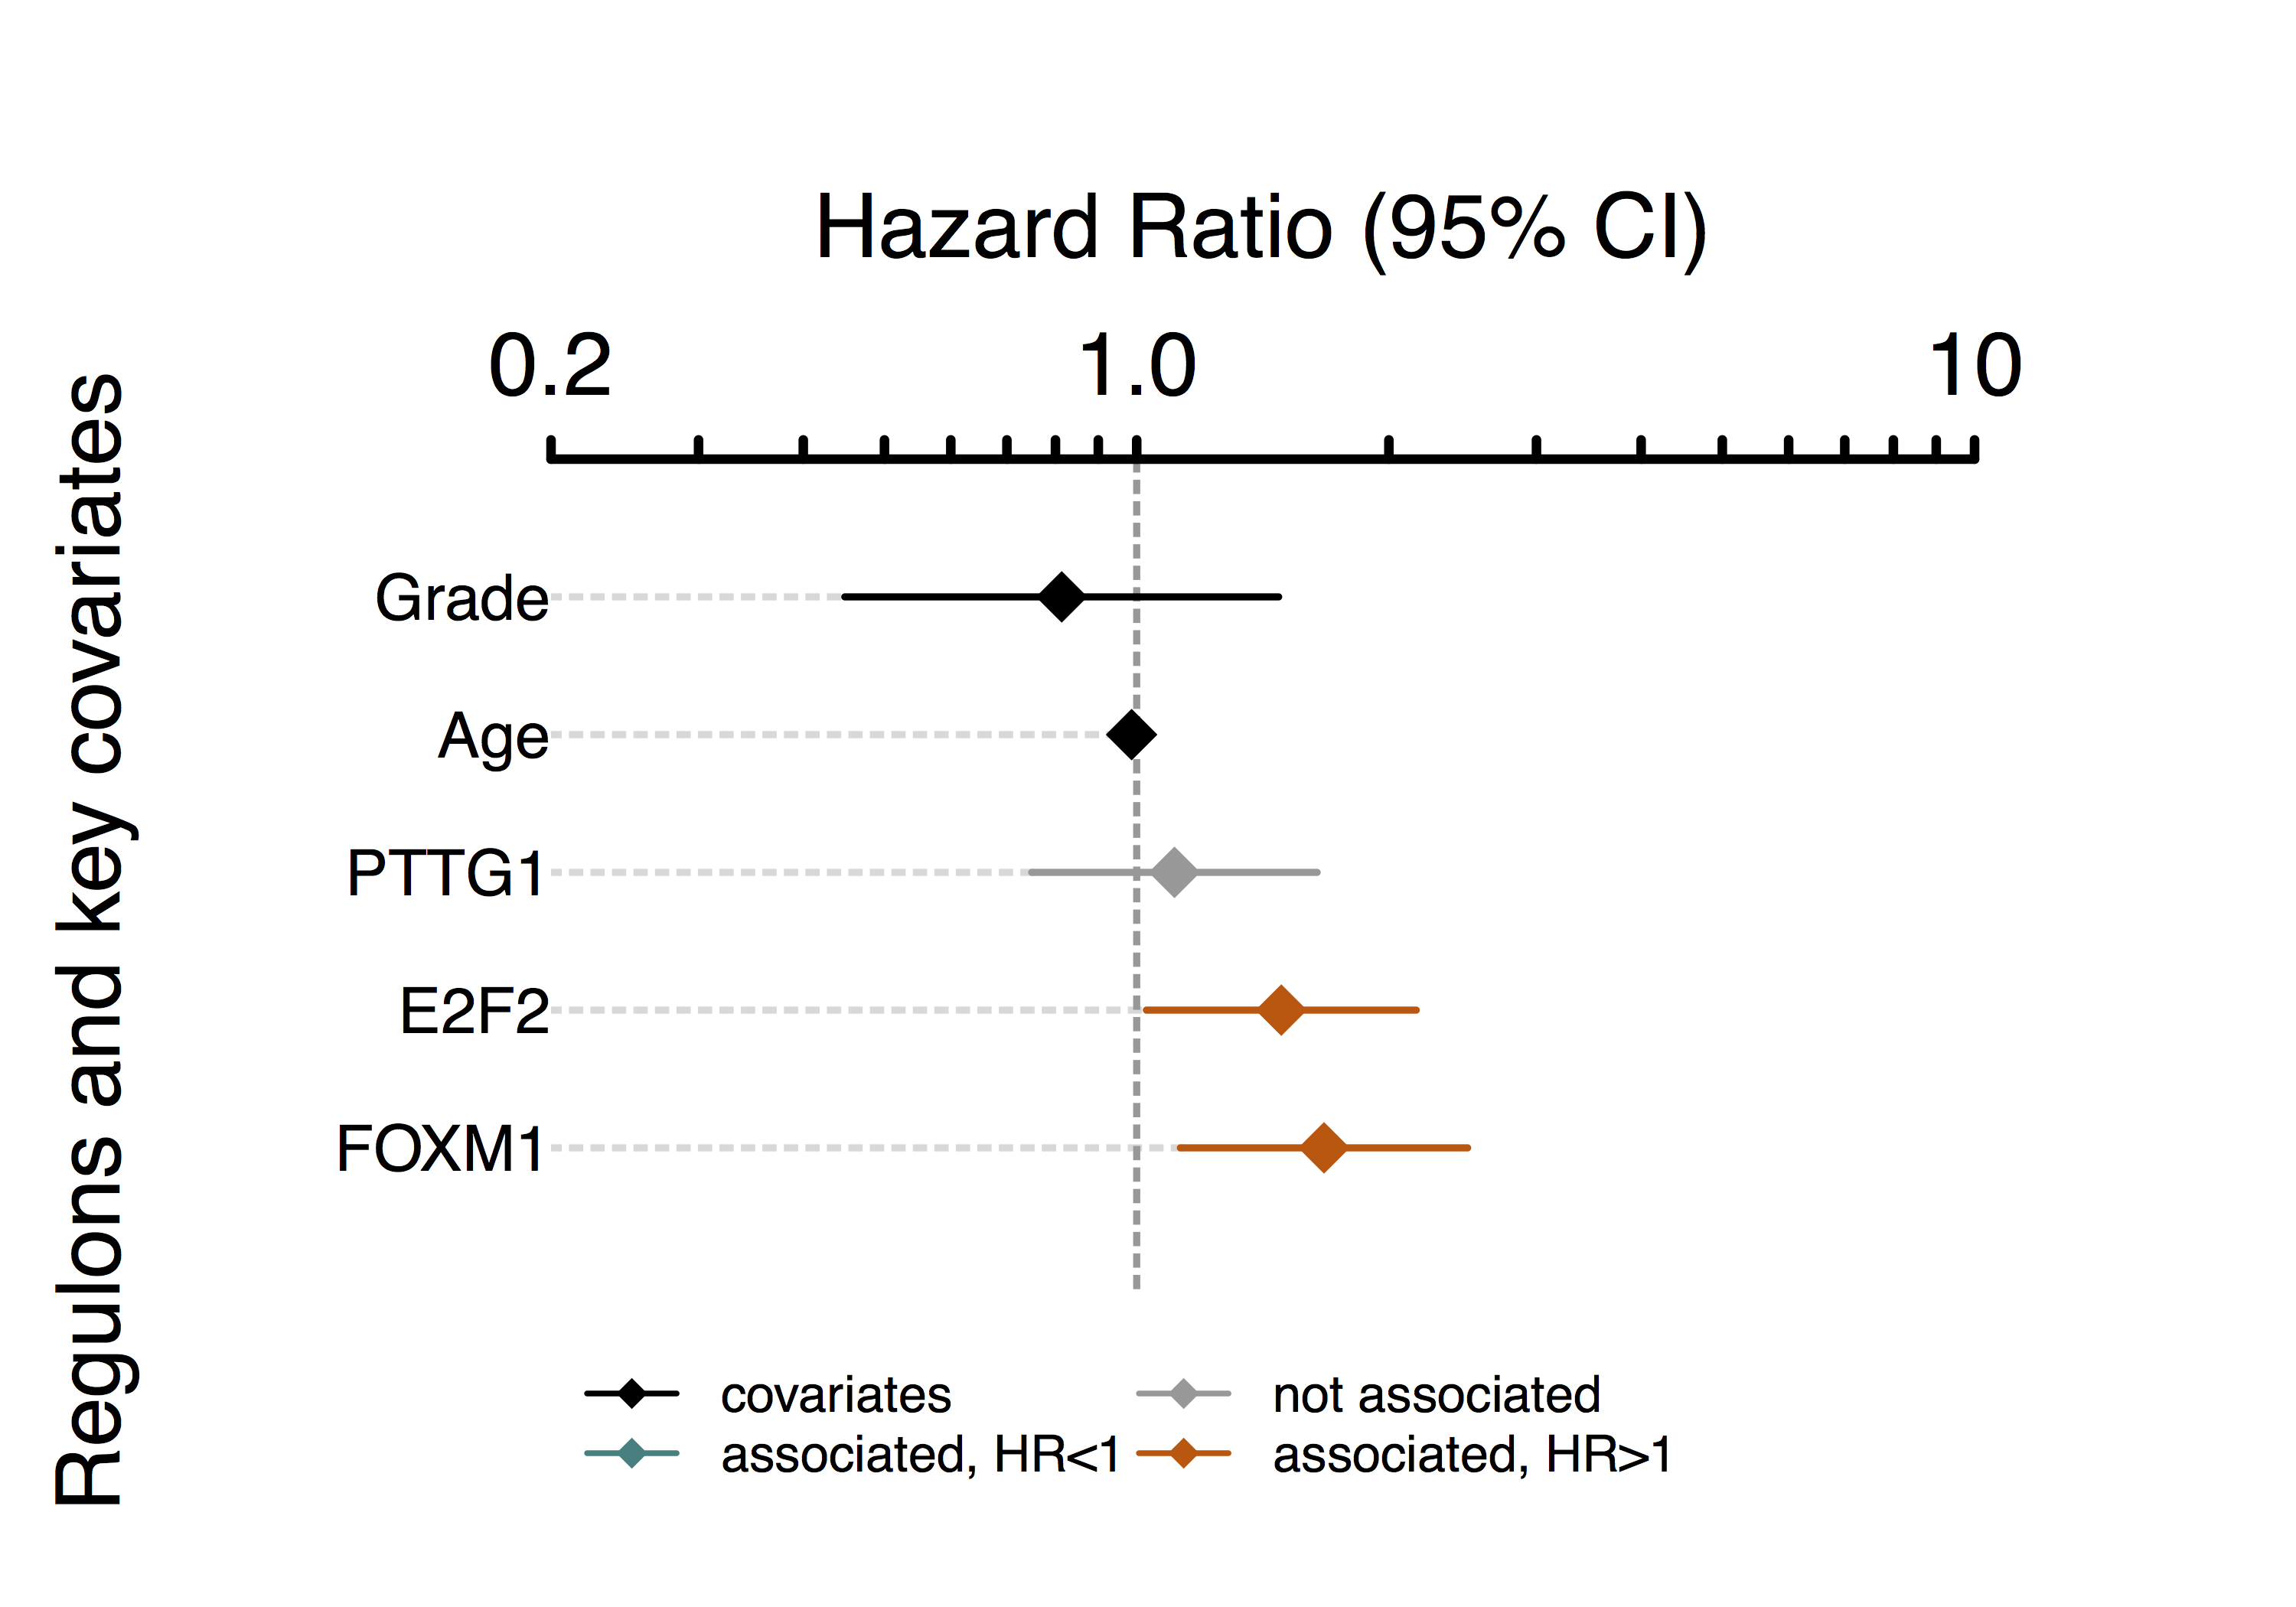 Hazard Ratio (95% CI)
0.2 1.0 10
Regulons and key covariates
Grade
Age
PTTG1
E2F2
FOXM1
covariates not associated
associated, HR<1 associated, HR>1